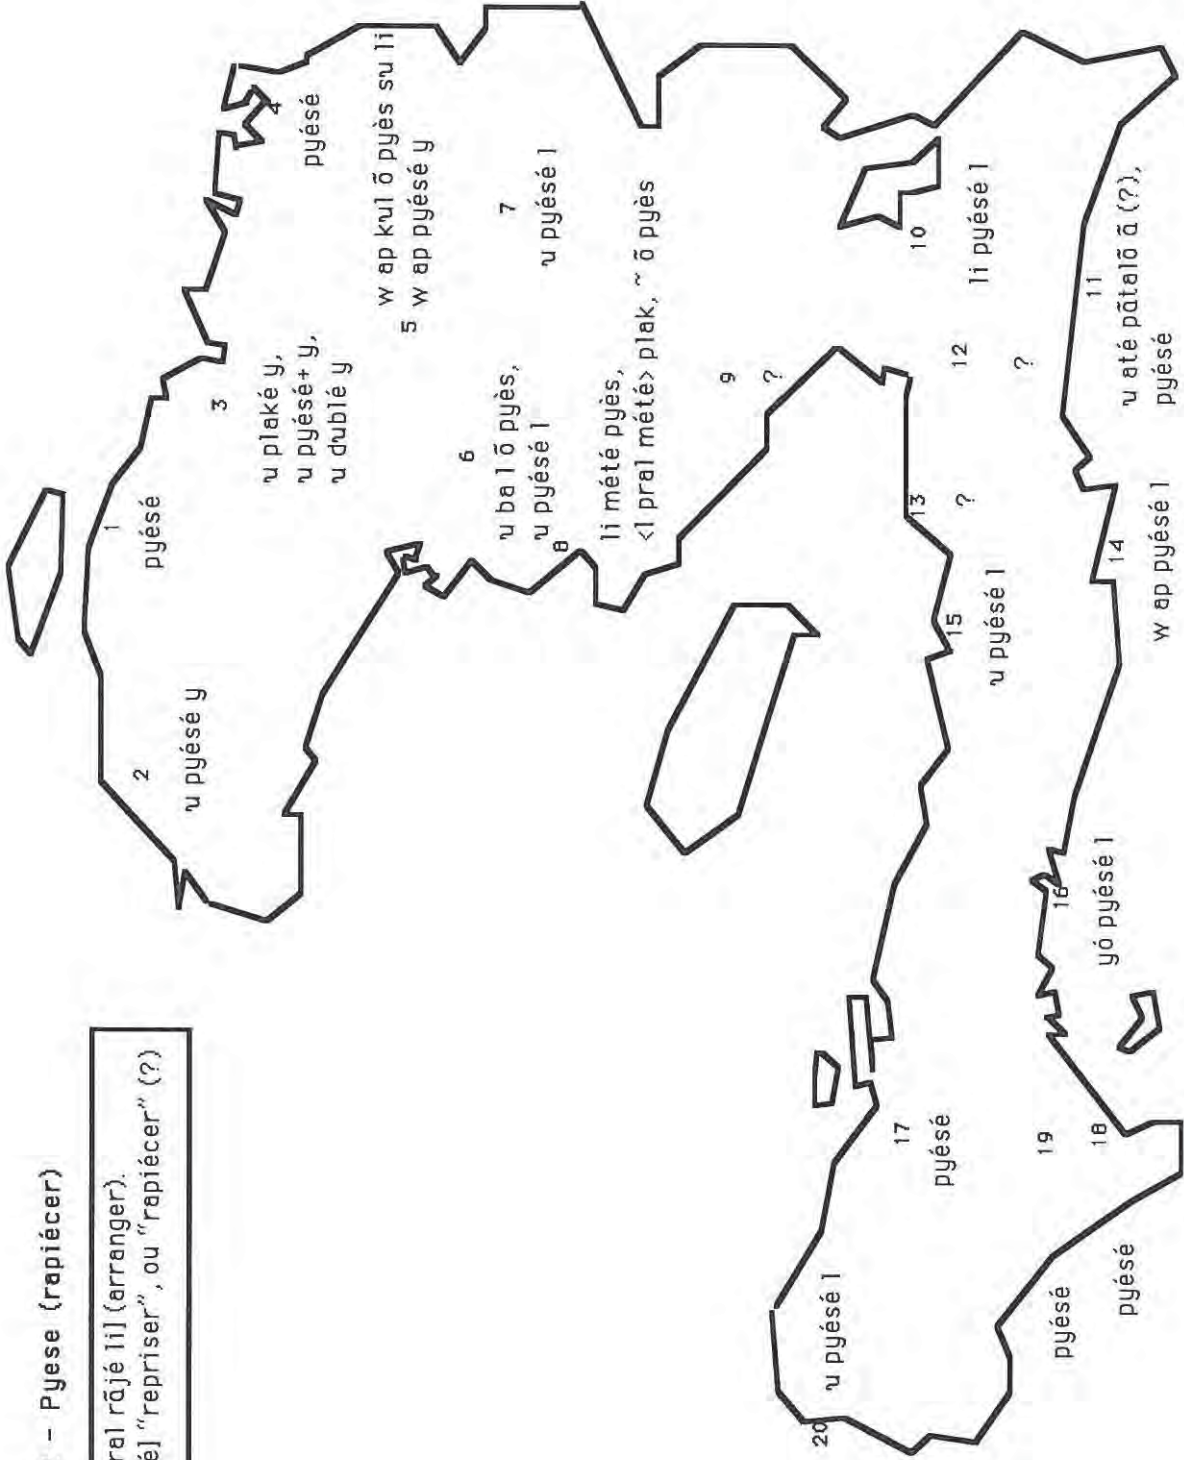 – Pyese (rapiécer)
ral rãjé li] (arranger).
é] “repriser”, ou “rapiécer” (?)
1
pyésé
2
u pyésé y
3
u plaké y,
u pyésé+ y,
u dublé y
4
pyésé
w ap kul õ pyès su li
5 w ap pyésé y
6
u ba l õ pyès,
u pyésé l
7
u pyésé l
8
li mété pyès,
<l pral mété> plak, ~ õ pyès
9
?
10
li pyésé l
11
u até pãtalõ ã (?),
pyésé
12
?
13
?
14
w ap pyésé l
15
u pyésé l
16
yó pyésé l
17
pyésé
18
pyésé
19
pyésé
20
u pyésé l